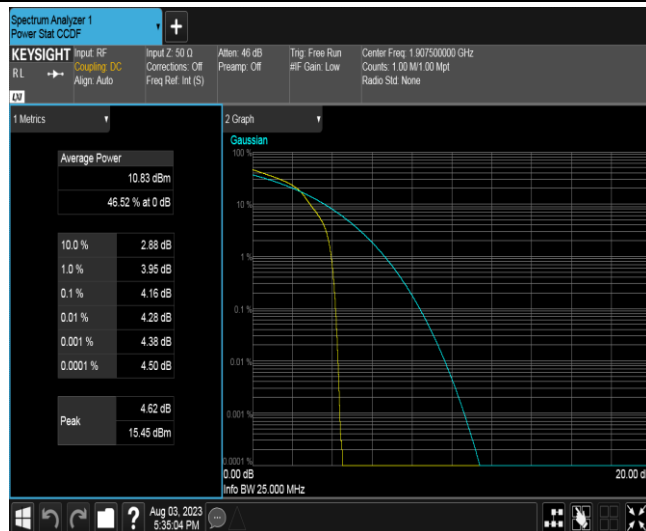 Spectrum Analyzer 1
Power Stat CCDF
+
KEYSIGHT
RL
LXI
Input: RF
Coupling: DC
Align: Auto
Input Z: 50 Ω
Corrections: Off
Freq Ref: Int (S)
Atten: 46 dB
Preamp: Off
Trig: Free Run
#IF Gain: Low
Center Freq: 1.907500000 GHz
Counts: 1.00 M/1.00 Mpt
Radio Std: None
1 Metrics
Average Power
10.83 dBm
46.52 % at 0 dB
10.0 % 2.88 dB
1.0 % 3.95 dB
0.1 % 4.16 dB
0.01 % 4.28 dB
0.001 % 4.38 dB
0.0001 % 4.50 dB
Peak
4.62 dB
15.45 dBm
2 Graph
Gaussian
100 %
10 %
1 %
0.1 %
0.01 %
0.001 %
0.0001 %
0.00 dB 20.00 d
Info BW 25.000 MHz
?
Aug 03, 2023
5:35:04 PM